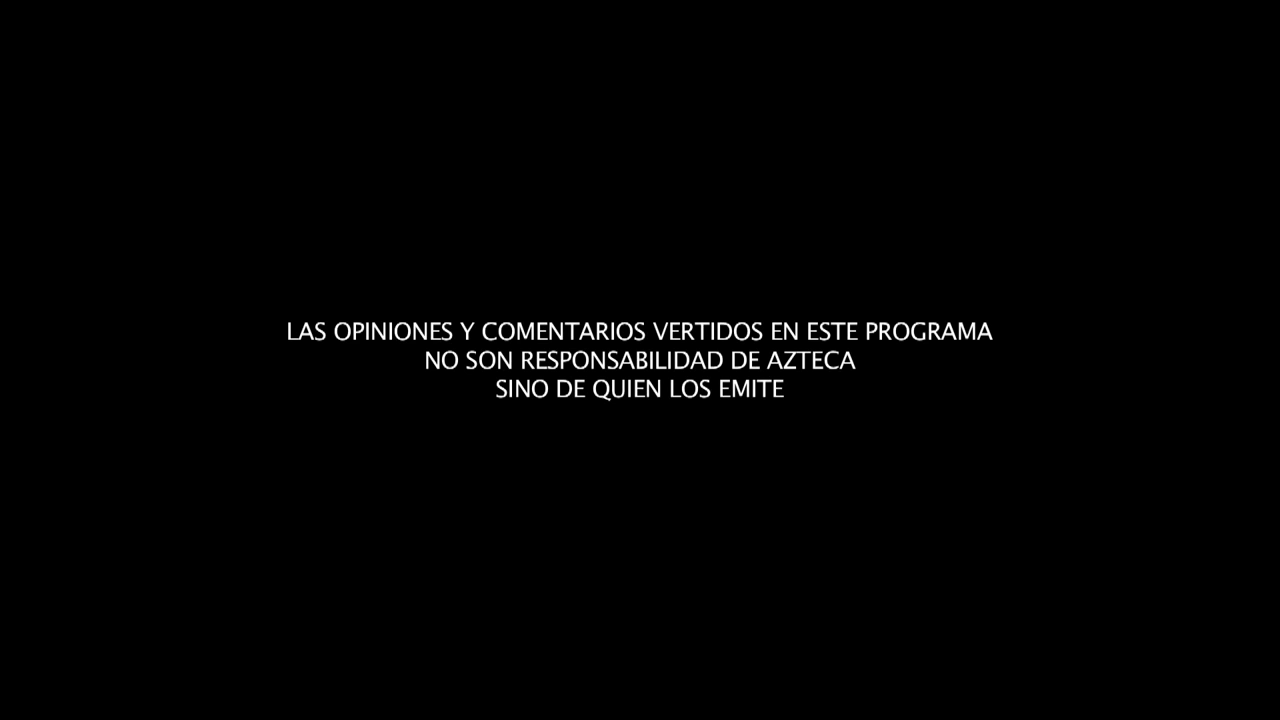 LAS OPINIONES Y COMENTARIOS VERTIDOS EN ESTE PROGRAMA
NO SON RESPONSABILIDAD DE AZTECA
SINO DE QUIEN LOS EMITE